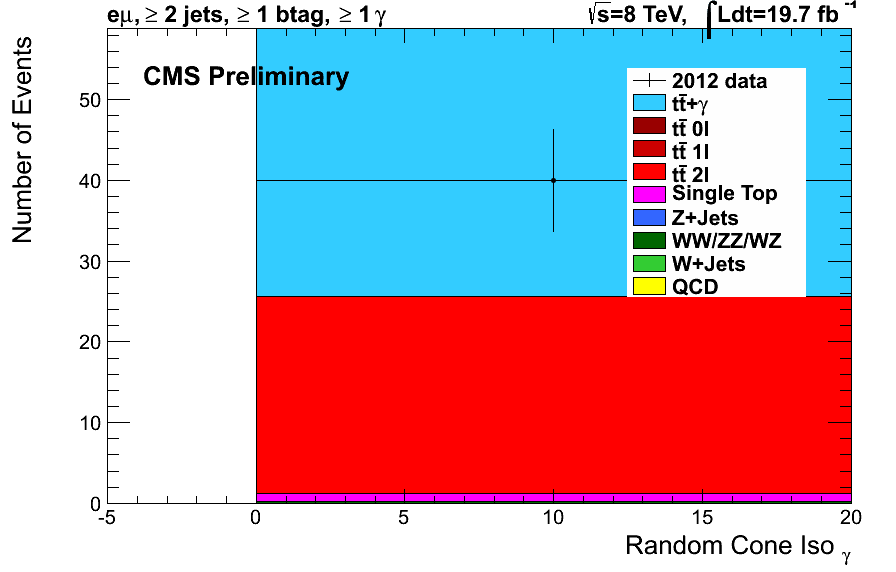 eμ, ≥ 2 jets, ≥ 1 btag, ≥ 1 γ
√s=8 TeV, ∫Ldt=19.7 fb⁻¹
CMS Preliminary
Number of Events
50
40
30
20
10
0
2012 data
tt̄+γ
tt̄ 0l
tt̄ 1l
tt̄ 2l
Single Top
Z+Jets
WW/ZZ/WZ
W+Jets
QCD
-5 0 5 10 15 20
Random Cone Iso γ